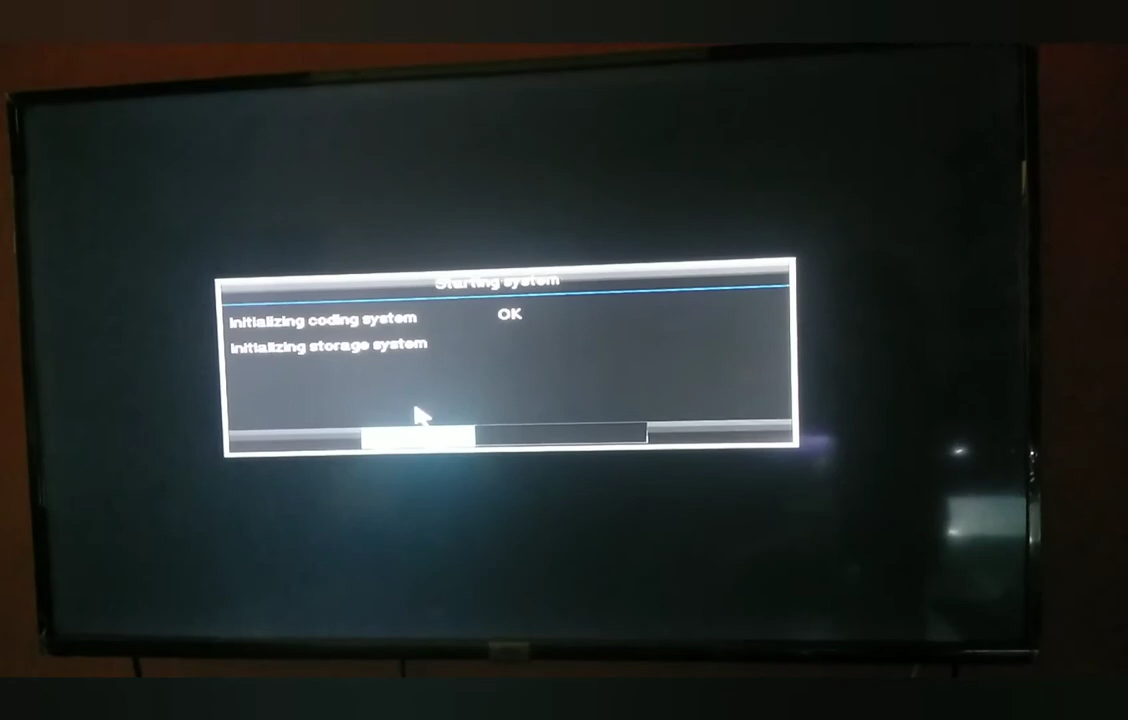 Starting system
Initializing coding system OK
Initializing storage system